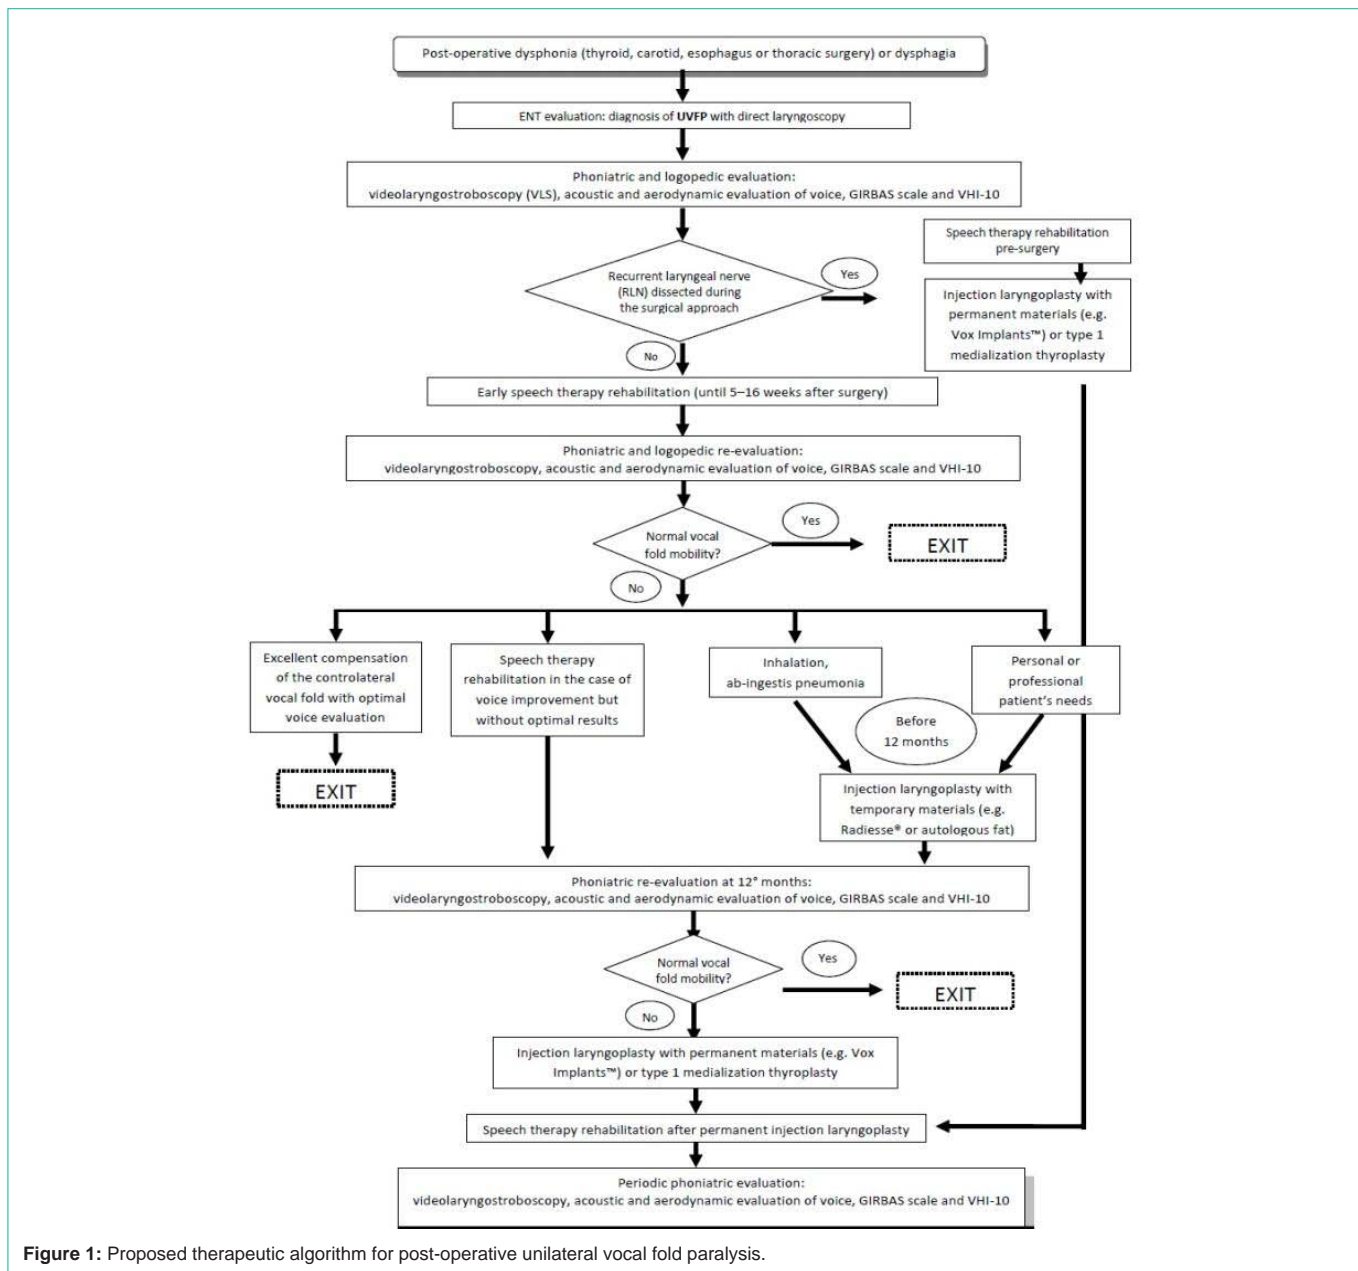 Post-operative dysphonia (thyroid, carotid, esophagus or thoracic surgery) or dysphagia
ENT evaluation: diagnosis of UVFP with direct laryngoscopy
Phoniatric and logopedic evaluation:
videolaryngostroboscopy (VLS), acoustic and aerodynamic evaluation of voice, GIRBAS scale and VHI-10
Recurrent laryngeal nerve
(RLN) dissected during
the surgical approach
Yes
Speech therapy rehabilitation
pre-surgery
Injection laryngoplasty with
permanent materials (e.g.
Vox Implants™) or type 1
medialization thyroplasty
No
Early speech therapy rehabilitation (until 5–16 weeks after surgery)
Phoniatric and logopedic re-evaluation:
videolaryngostroboscopy, acoustic and aerodynamic evaluation of voice, GIRBAS scale and VHI-10
Normal vocal
fold mobility?
Yes
EXIT
No
Excellent compensation
of the controlateral
vocal fold with optimal
voice evaluation
EXIT
Speech therapy
rehabilitation in the case of
voice improvement but
without optimal results
Inhalation,
ab-ingestis pneumonia
Personal or
professional
patient's needs
Before
12 months
Injection laryngoplasty with
temporary materials (e.g.
Radiesse® or autologous fat)
Phoniatric re-evaluation at 12° months:
videolaryngostroboscopy, acoustic and aerodynamic evaluation of voice, GIRBAS scale and VHI-10
Normal vocal
fold mobility?
Yes
EXIT
No
Injection laryngoplasty with permanent materials (e.g. Vox
Implants™) or type 1 medialization thyroplasty
Speech therapy rehabilitation after permanent injection laryngoplasty
Periodic phoniatric evaluation:
videolaryngostroboscopy, acoustic and aerodynamic evaluation of voice, GIRBAS scale and VHI-10
Figure 1: Proposed therapeutic algorithm for post-operative unilateral vocal fold paralysis.